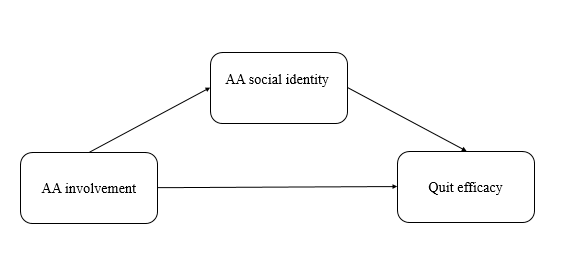 AA social identity
AA involvement
Quit efficacy